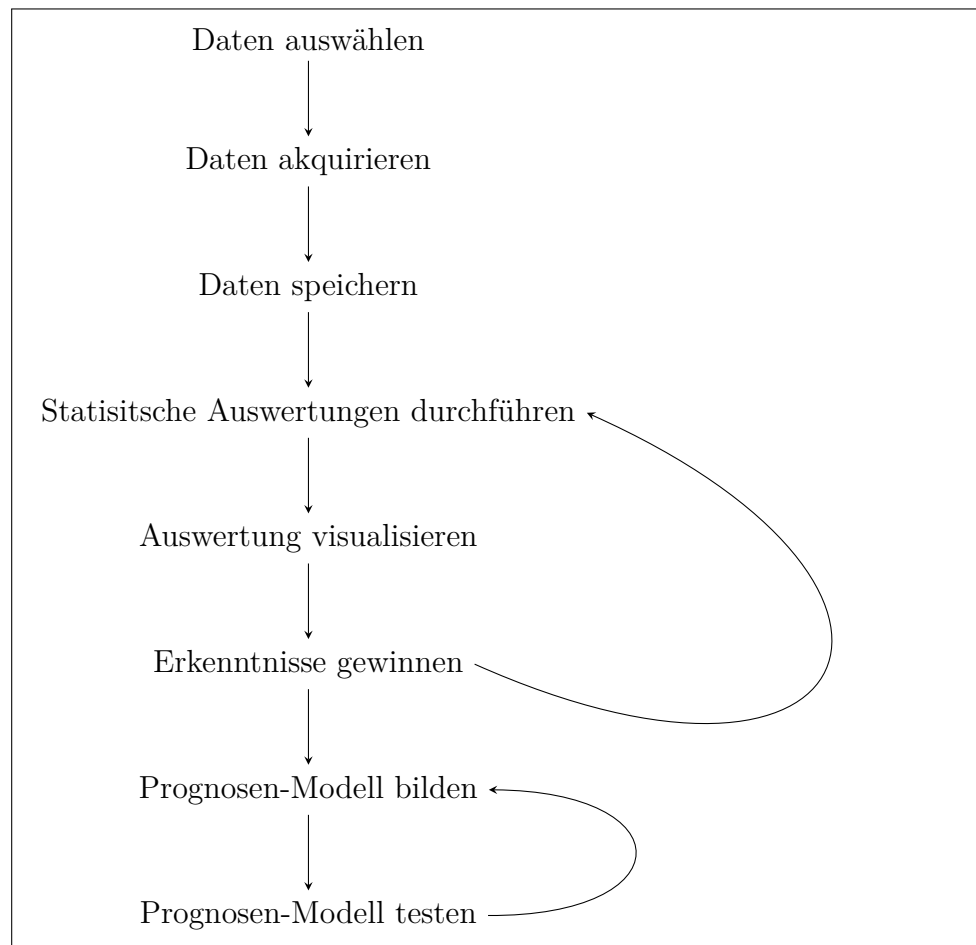 Daten auswählen
Daten akquirieren
Daten speichern
Statisitsche Auswertungen durchführen
Auswertung visualisieren
Erkenntnisse gewinnen
Prognosen-Modell bilden
Prognosen-Modell testen